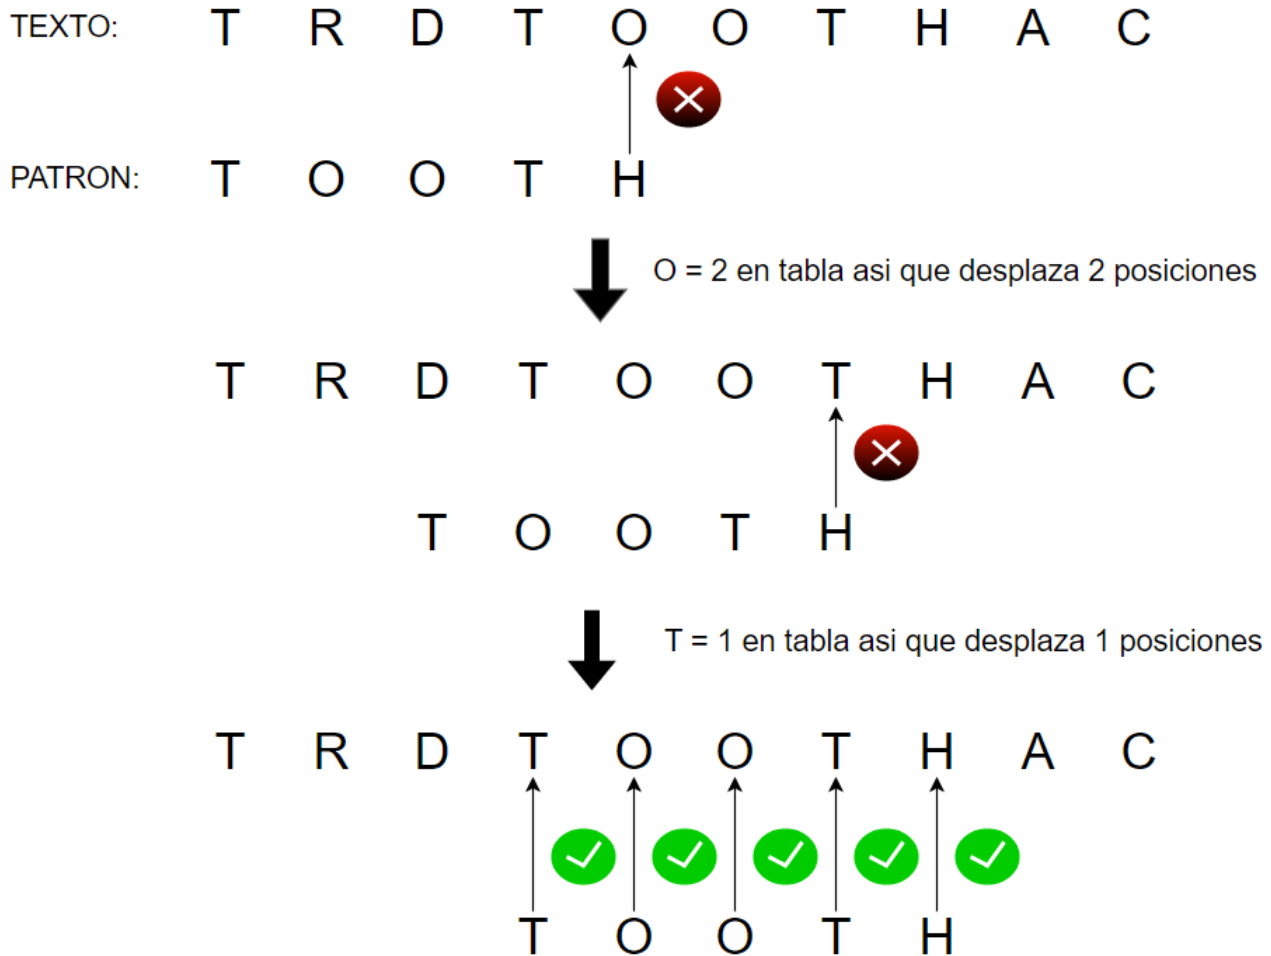 TEXTO: T R D T O O T H A C
PATRON: T O O T H
O = 2 en tabla asi que desplaza 2 posiciones
T R D T O O T H A C
T O O T H
T = 1 en tabla asi que desplaza 1 posiciones
T R D T O O T H A C
T O O T H